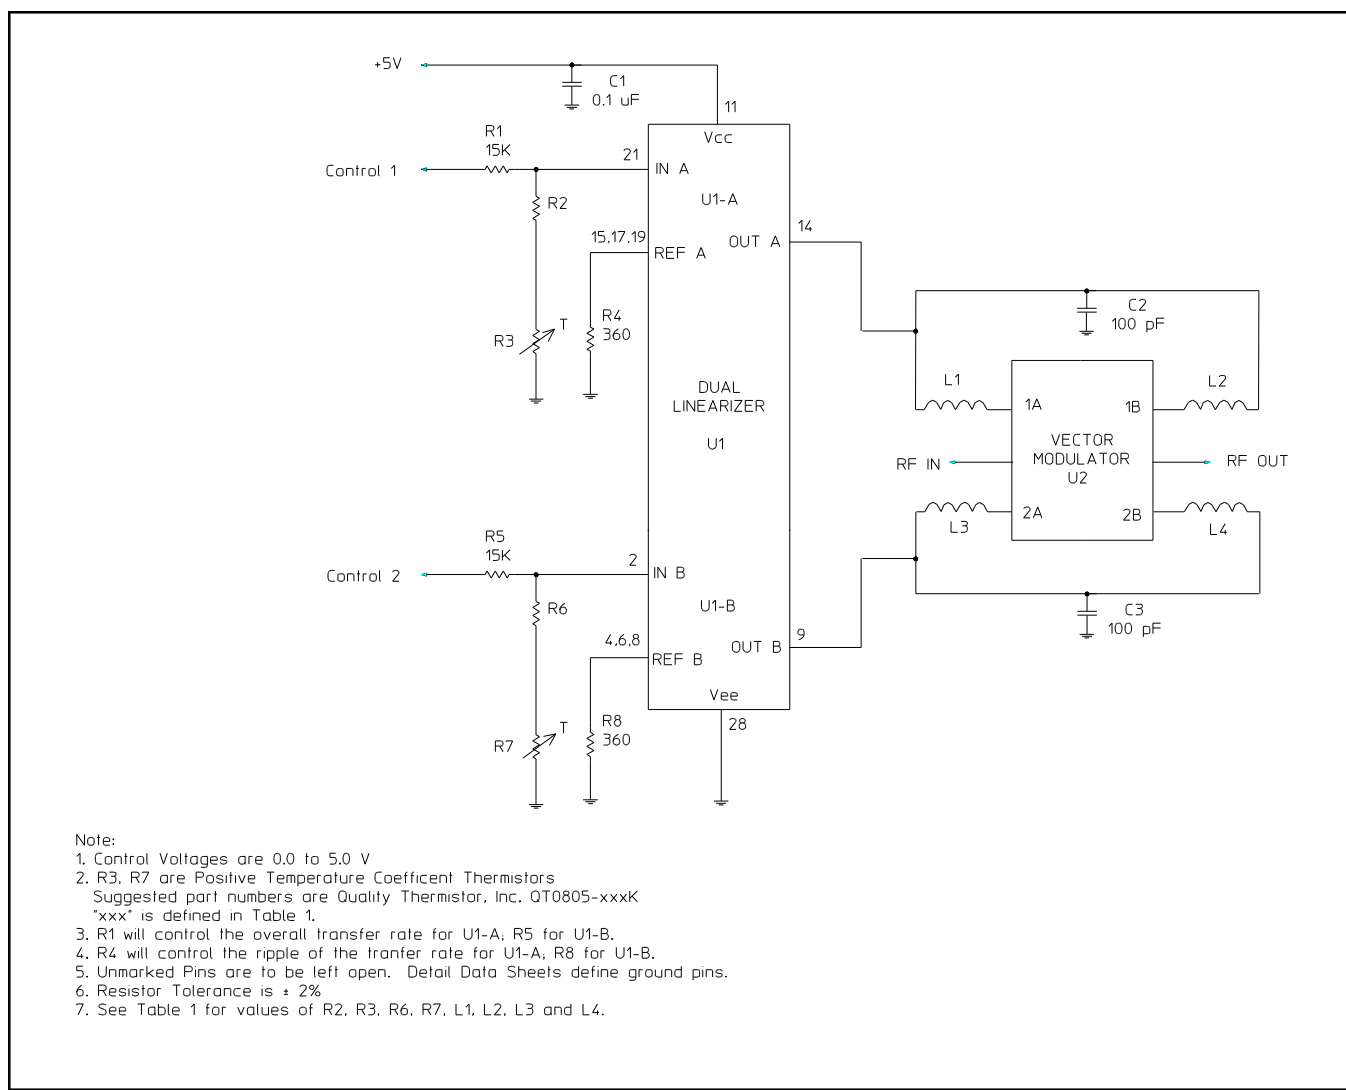 +5V
C1
0.1 uF
11
Vcc
R1
15K
Control 1
21
IN A
U1-A
R2
15,17,19
REF A
OUT A
14
R3
T
R4
360
C2
100 pF
DUAL
LINEARIZER
U1
L1
L2
1A
1B
VECTOR
MODULATOR
U2
RF IN
RF OUT
2A
2B
L3
L4
R5
15K
Control 2
2
IN B
U1-B
R6
4,6,8
REF B
OUT B
9
C3
100 pF
Vee
28
R7
T
R8
360
Note:
1. Control Voltages are 0.0 to 5.0 V
2. R3, R7 are Positive Temperature Coefficent Thermistors
Suggested part numbers are Quality Thermistor, Inc. QT0805-xxxK
"xxx" is defined in Table 1.
3. R1 will control the overall transfer rate for U1-A; R5 for U1-B.
4. R4 will control the ripple of the tranfer rate for U1-A; R8 for U1-B.
5. Unmarked Pins are to be left open. Detail Data Sheets define ground pins.
6. Resistor Tolerance is ± 2%
7. See Table 1 for values of R2, R3, R6, R7, L1, L2, L3 and L4.